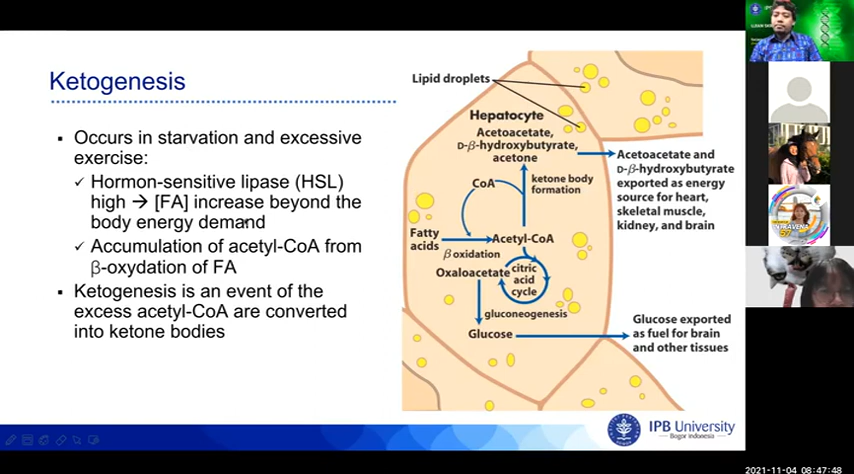 Ketogenesis
▪ Occurs in starvation and excessive
exercise:
✓ Hormon-sensitive lipase (HSL)
high → [FA] increase beyond the
body energy demand
✓ Accumulation of acetyl-CoA from
β-oxydation of FA
▪ Ketogenesis is an event of the
excess acetyl-CoA are converted
into ketone bodies
Lipid droplets
Hepatocyte
Acetoacetate,
D-β-hydroxybutyrate,
acetone
CoA
ketone body
formation
Acetoacetate and
D-β-hydroxybutyrate
exported as energy
source for heart,
skeletal muscle,
kidney, and brain
Fatty
acids
β oxidation
Acetyl-CoA
Oxaloacetate
citric
acid
cycle
gluconeogenesis
Glucose
Glucose exported
as fuel for brain
and other tissues
IPB University
Bogor Indonesia
2021-11-04 08:47:48